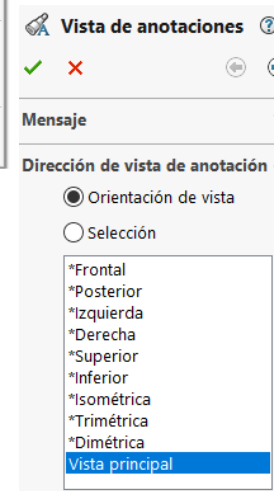 Vista de anotaciones
Mensaje
Dirección de vista de anotación
Orientación de vista
Selección
*Frontal
*Posterior
*Izquierda
*Derecha
*Superior
*Inferior
*Isométrica
*Trimétrica
*Dimétrica
Vista principal